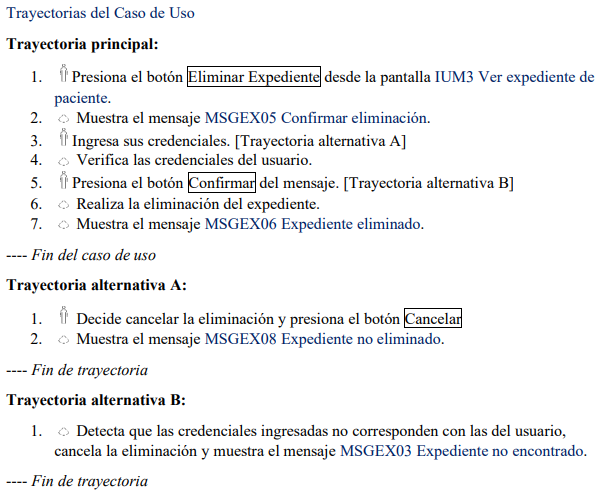 Trayectorias del Caso de Uso
Trayectoria principal:
1. Presiona el botón Eliminar Expediente desde la pantalla IUM3 Ver expediente de
paciente.
2. Muestra el mensaje MSGEX05 Confirmar eliminación.
3. Ingresa sus credenciales. [Trayectoria alternativa A]
4. Verifica las credenciales del usuario.
5. Presiona el botón Confirmar del mensaje. [Trayectoria alternativa B]
6. Realiza la eliminación del expediente.
7. Muestra el mensaje MSGEX06 Expediente eliminado.
---- Fin del caso de uso
Trayectoria alternativa A:
1. Decide cancelar la eliminación y presiona el botón Cancelar
2. Muestra el mensaje MSGEX08 Expediente no eliminado.
---- Fin de trayectoria
Trayectoria alternativa B:
1. Detecta que las credenciales ingresadas no corresponden con las del usuario,
cancela la eliminación y muestra el mensaje MSGEX03 Expediente no encontrado.
---- Fin de trayectoria